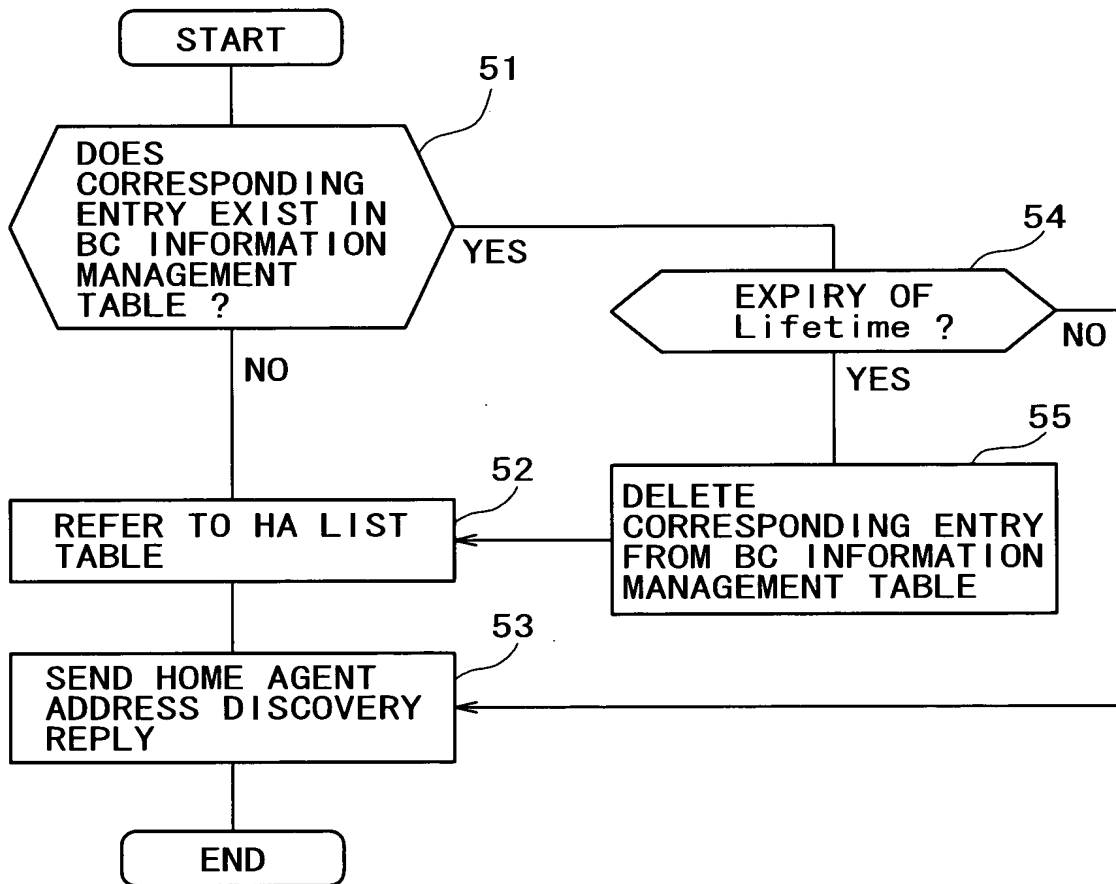 START
51
DOES
CORRESPONDING
ENTRY EXIST IN
BC INFORMATION
MANAGEMENT
TABLE ?
YES
NO
54
EXPIRY OF
Lifetime ?
NO
YES
55
DELETE
CORRESPONDING ENTRY
FROM BC INFORMATION
MANAGEMENT TABLE
52
REFER TO HA LIST
TABLE
53
SEND HOME AGENT
ADDRESS DISCOVERY
REPLY
END